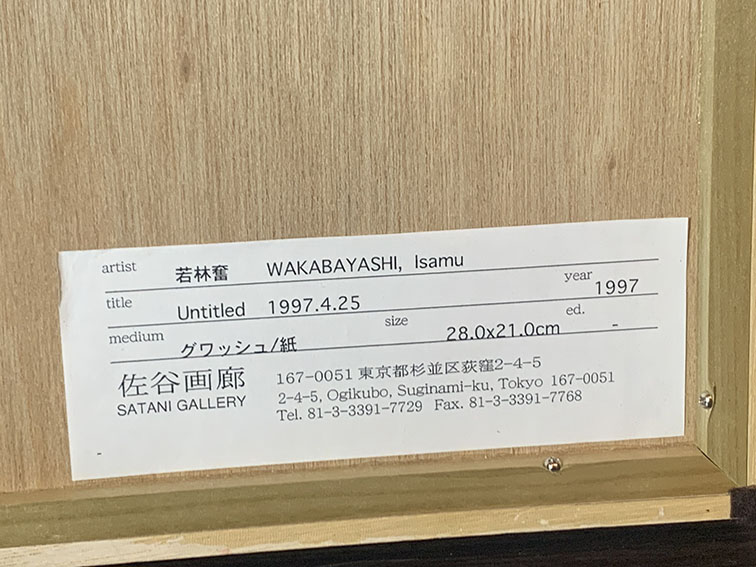 artist 若林奮 WAKABAYASHI, Isamu
title Untitled 1997.4.25 year 1997
medium グワッシュ/紙 size 28.0x21.0cm ed. -
佐谷画廊 167-0051 東京都杉並区荻窪2-4-5
SATANI GALLERY 2-4-5, Ogikubo, Suginami-ku, Tokyo 167-0051
Tel. 81-3-3391-7729 Fax. 81-3-3391-7768
-